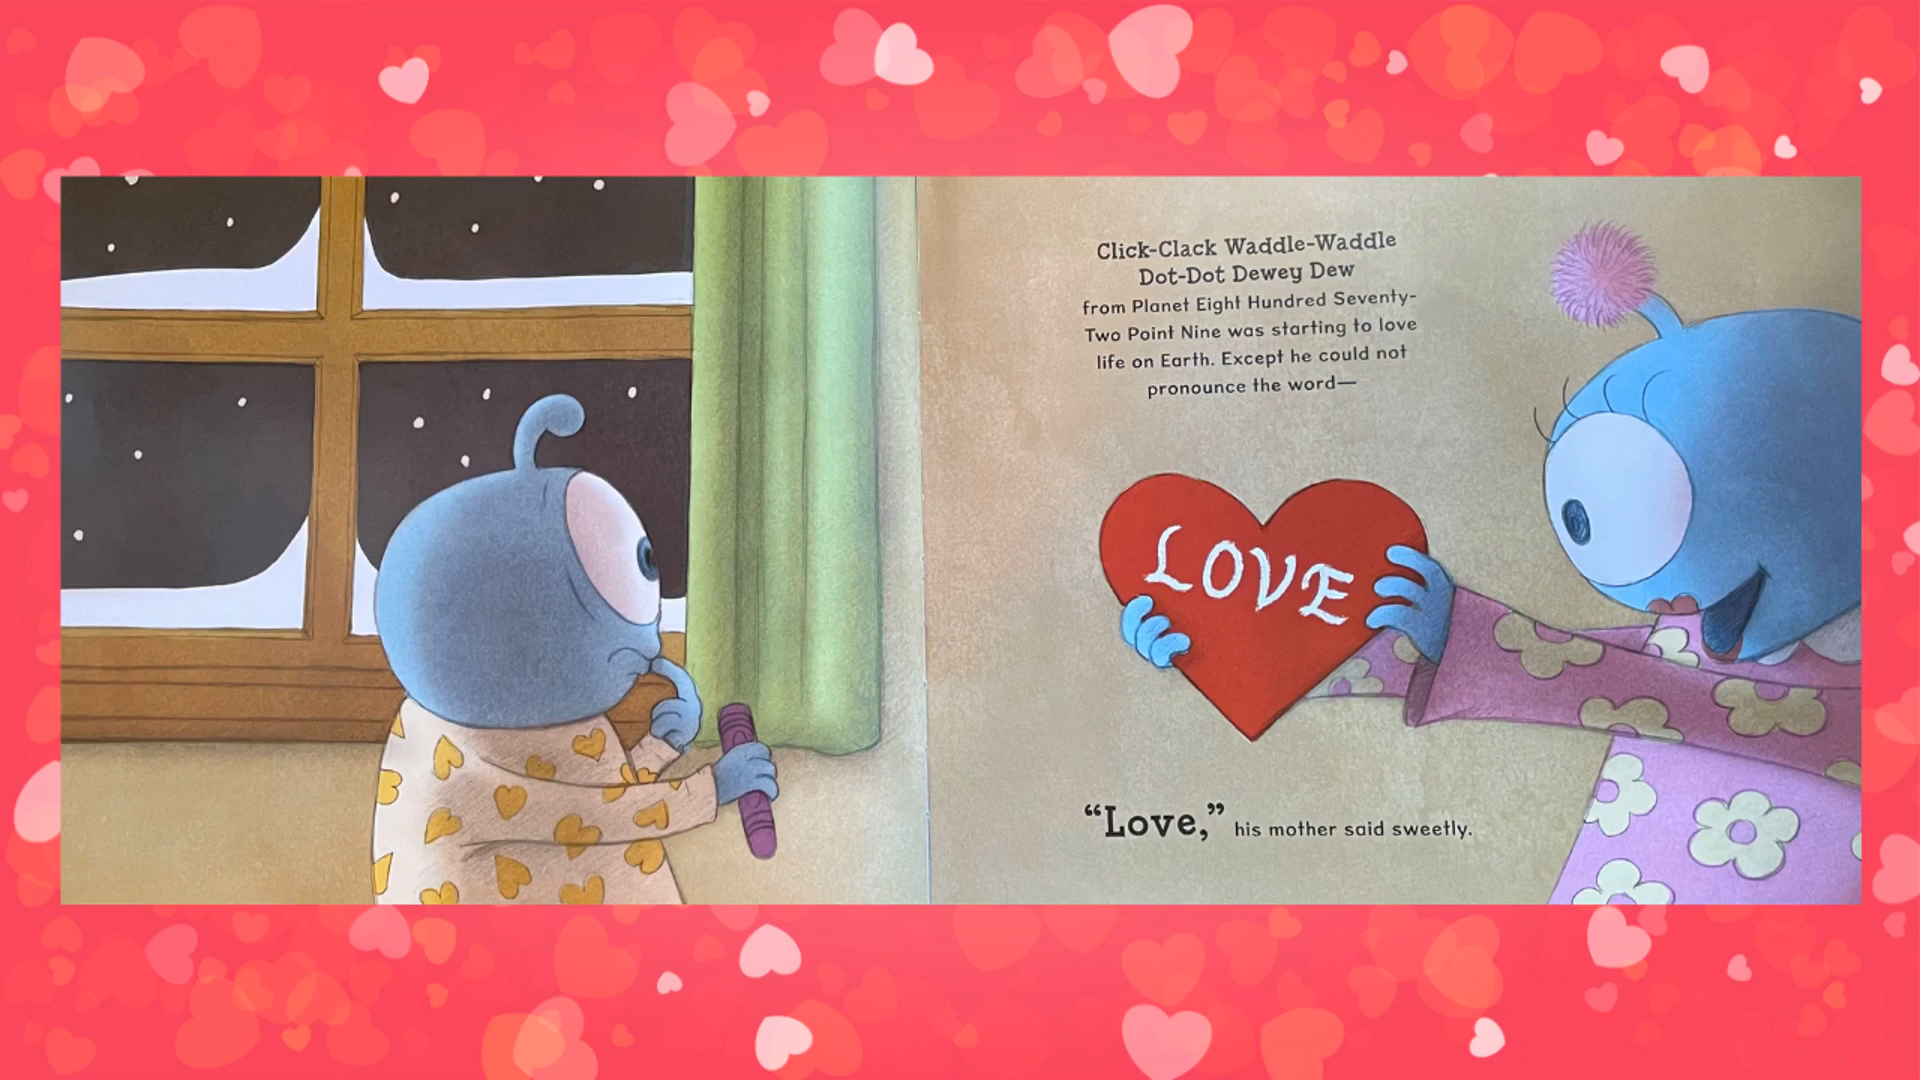 Click-Clack Waddle-Waddle
Dot-Dot Dewey Dew
from Planet Eight Hundred Seventy-
Two Point Nine was starting to love
life on Earth. Except he could not
pronounce the word—
LOVE
“Love,” his mother said sweetly.